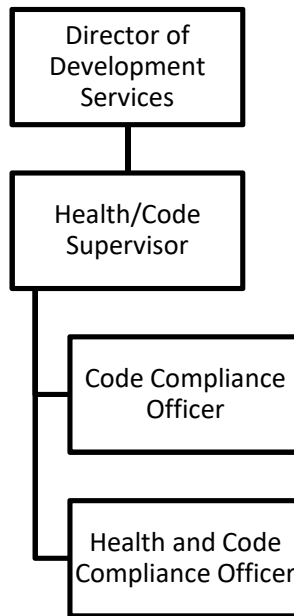 Director of
Development
Services
Health/Code
Supervisor
Code Compliance
Officer
Health and Code
Compliance Officer